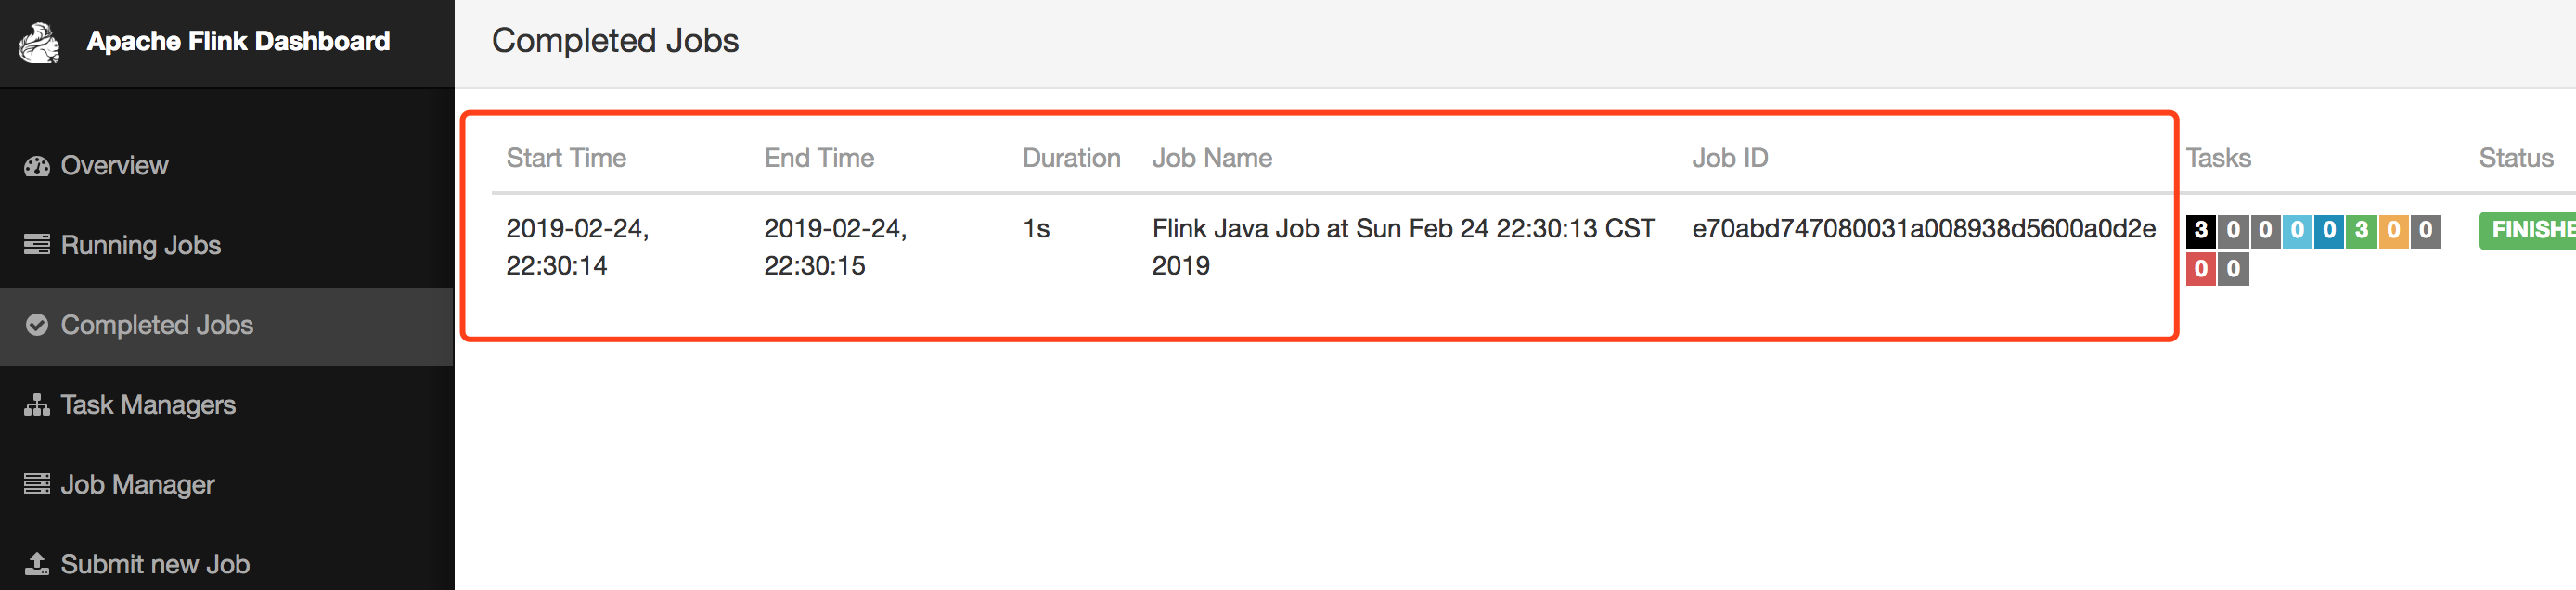 Apache Flink Dashboard
Overview
Running Jobs
Completed Jobs
Task Managers
Job Manager
Submit new Job
Completed Jobs
Start Time End Time Duration Job Name Job ID Tasks Status
2019-02-24, 2019-02-24, 1s Flink Java Job at Sun Feb 24 22:30:13 CST e70abd747080031a008938d5600a0d2e 3 0 0 0 0 3 0 0 FINISHE
22:30:14 22:30:15 2019 0 0